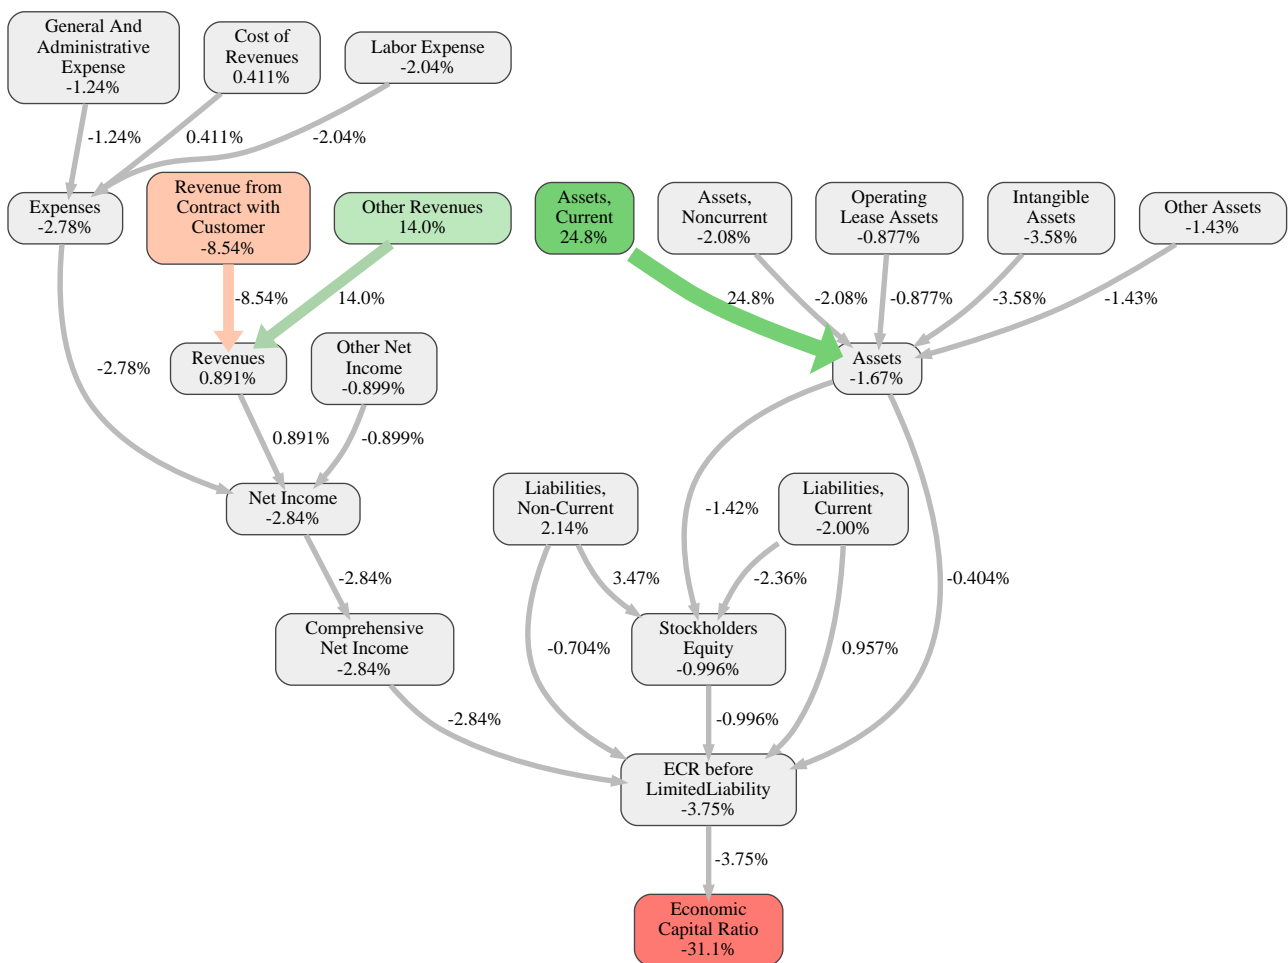 General And
Administrative
Expense
-1.24%
Cost of
Revenues
0.411%
Labor Expense
-2.04%
-1.24%
0.411%
-2.04%
Expenses
-2.78%
Revenue from
Contract with
Customer
-8.54%
Other Revenues
14.0%
Assets,
Current
24.8%
Assets,
Noncurrent
-2.08%
Operating
Lease Assets
-0.877%
Intangible
Assets
-3.58%
Other Assets
-1.43%
-8.54%
14.0%
24.8%
-2.08%
-0.877%
-3.58%
-1.43%
-2.78%
Revenues
0.891%
Other Net
Income
-0.899%
Assets
-1.67%
0.891%
-0.899%
Net Income
-2.84%
Liabilities,
Non-Current
2.14%
-1.42%
Liabilities,
Current
-2.00%
-2.84%
3.47%
-2.36%
-0.404%
Comprehensive
Net Income
-2.84%
-0.704%
Stockholders
Equity
-0.996%
0.957%
-2.84%
-0.996%
ECR before
LimitedLiability
-3.75%
-3.75%
Economic
Capital Ratio
-31.1%